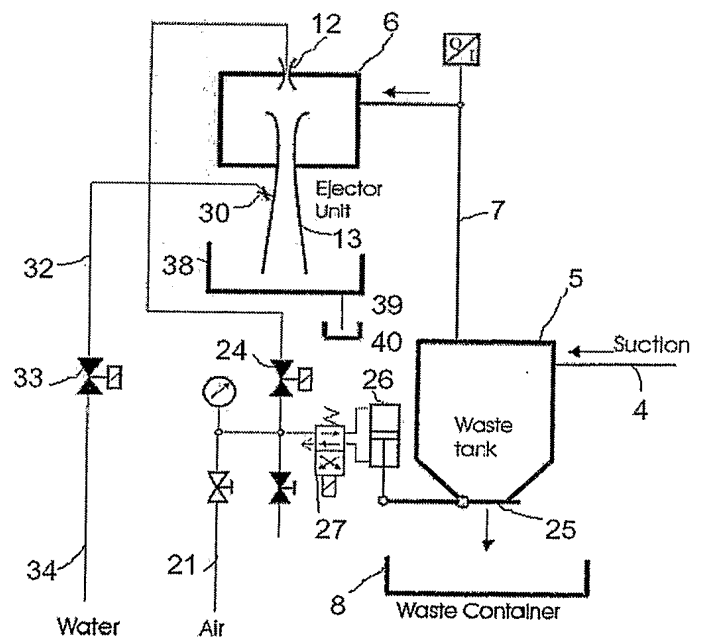 12
6
Q
I
Ejector
Unit
30
7
13
32
38
39
5
40
Suction
24
33
26
4
Waste
tank
27
25
34
21
8
Waste Container
Water
Air